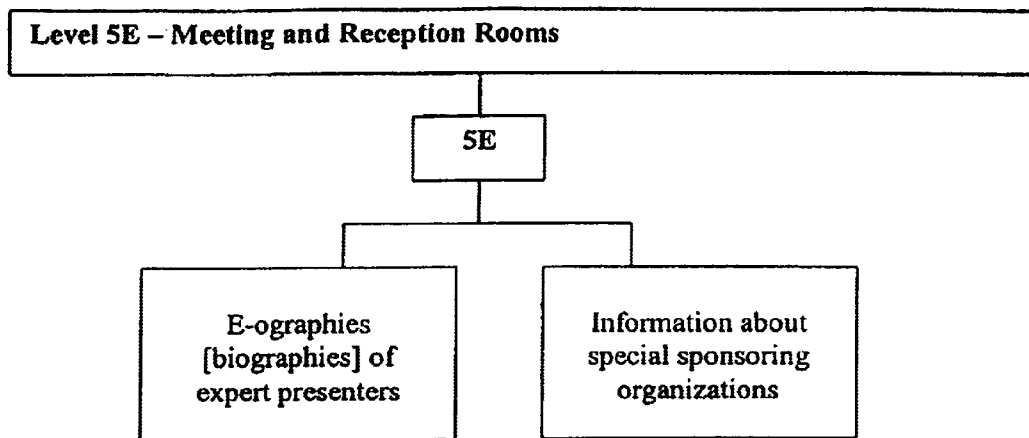 Level 5E – Meeting and Reception Rooms
5E
E-ographies
[biographies] of
expert presenters
Information about
special sponsoring
organizations